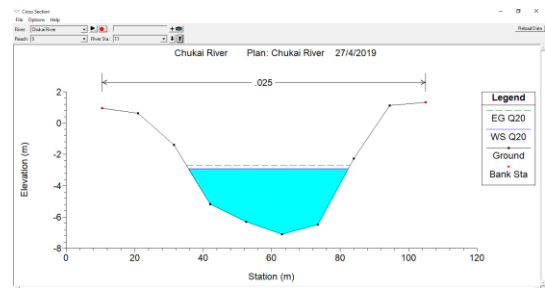 Cross Section
File Options Help
River: Chukai River
Reach: S River Sta.: 11
Reload Data
Chukai River Plan: Chukai River 27/4/2019
.025
Legend
EG Q20
WS Q20
Ground
Bank Sta
Elevation (m)
2
0
-2
-4
-6
-8
0 20 40 60 80 100 120
Station (m)